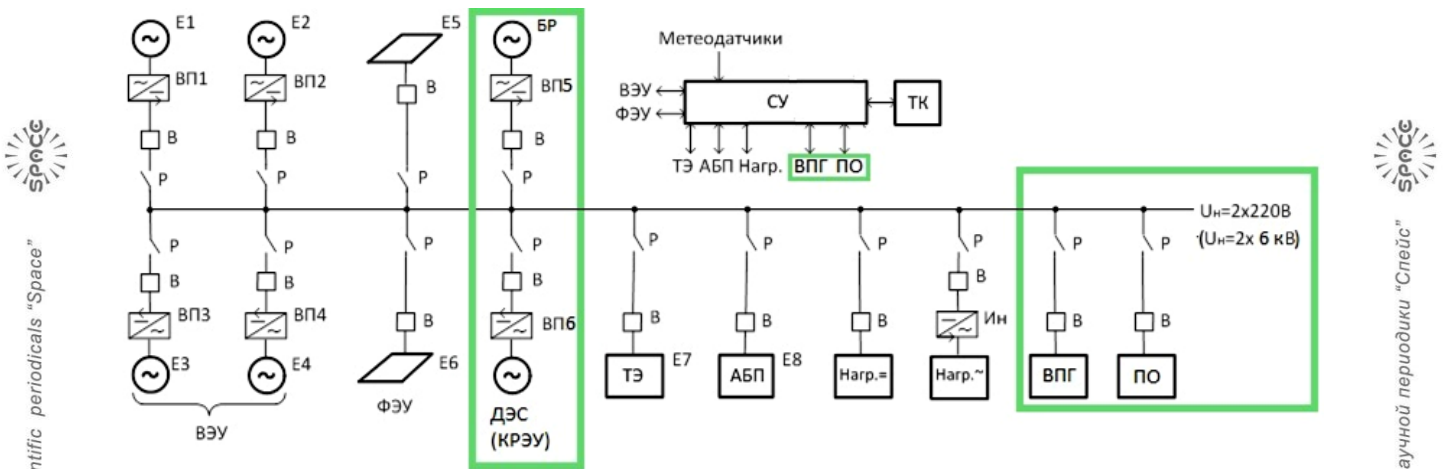 E1
E2
E5
БР
ВП1
ВП2
В
ВП5
В
В
В
Р
Р
Р
Р
Метеодатчики
ВЭУ
ФЭУ
СУ
ТК
ТЭ АБП Нагр. ВПГ ПО
space
space
Uн=2х220В
(Uн=2х 6 кВ)
Р
Р
Р
Р
Р
Р
Р
Р
Р
Р
В
В
В
В
ВП3
ВП4
В
ВП6
В
В
В
Ин
В
В
E3
E4
E6
ТЭ
E7
АБП
E8
Нагр.=
Нагр.~
ВПГ
ПО
ВЭУ
ФЭУ
ДЭС
(КРЭУ)
ntific periodicals "Space"
аучной периодики "Спейс"